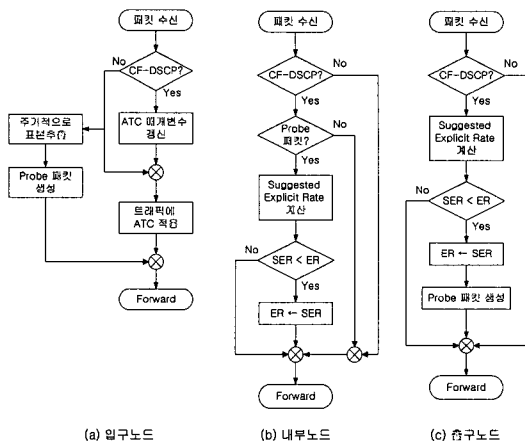 패킷 수신
No
CF-DSCP?
Yes
주기적으로
표본추출
ATC 매개변수
갱신
Probe 패킷
생성
트래픽에
ATC 적용
Forward
(a) 입구노드
패킷 수신
No
CF-DSCP?
Yes
Probe
패킷?
No
Yes
Suggested
Explicit Rate
계산
No
SER < ER
Yes
ER ← SER
Forward
(b) 내부노드
패킷 수신
CF-DSCP?
No
Yes
Suggested
Explicit Rate
계산
No
SER < ER
Yes
ER ← SER
Probe 패킷 생성
Forward
(c) 출구노드